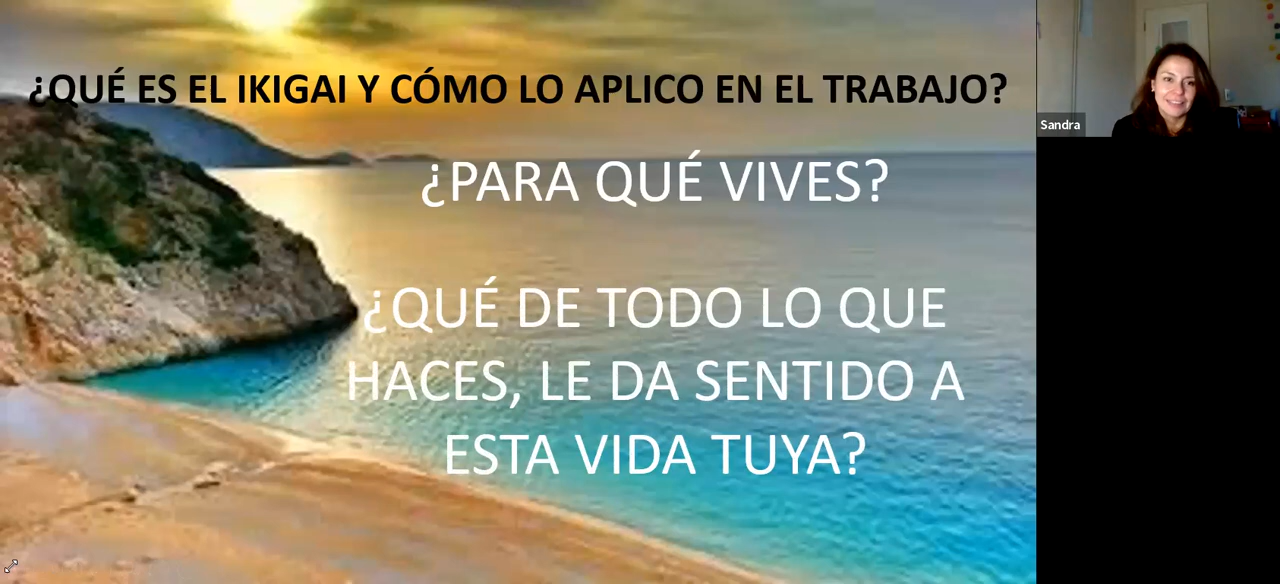 ¿QUÉ ES EL IKIGAI Y CÓMO LO APLICO EN EL TRABAJO?
¿PARA QUÉ VIVES?
¿QUÉ DE TODO LO QUE
HACES, LE DA SENTIDO A
ESTA VIDA TUYA?
Sandra